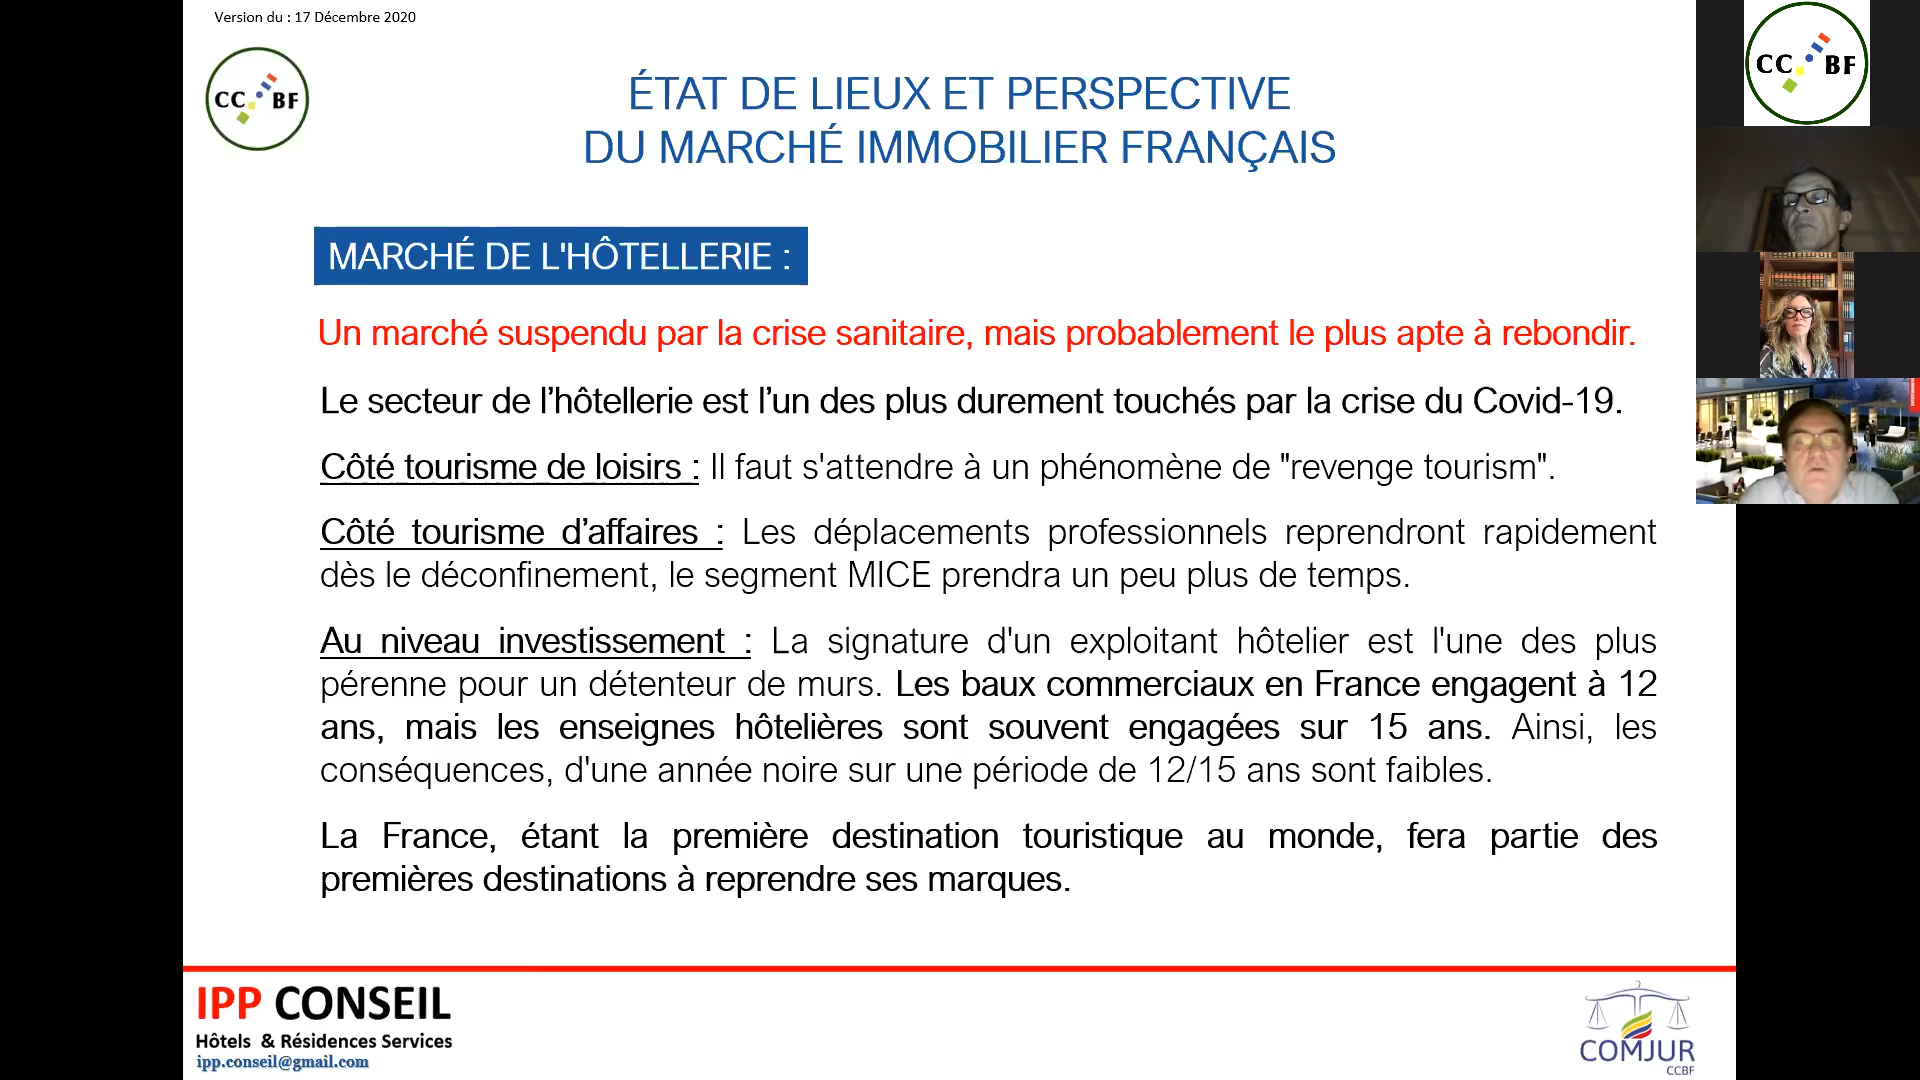 Version du : 17 Décembre 2020
CC BF
ÉTAT DE LIEUX ET PERSPECTIVE
DU MARCHÉ IMMOBILIER FRANÇAIS
MARCHÉ DE L'HÔTELLERIE :
Un marché suspendu par la crise sanitaire, mais probablement le plus apte à rebondir.
Le secteur de l’hôtellerie est l’un des plus durement touchés par la crise du Covid-19.
Côté tourisme de loisirs : Il faut s'attendre à un phénomène de "revenge tourism".
Côté tourisme d’affaires : Les déplacements professionnels reprendront rapidement
dès le déconfinement, le segment MICE prendra un peu plus de temps.
Au niveau investissement : La signature d'un exploitant hôtelier est l'une des plus
pérenne pour un détenteur de murs. Les baux commerciaux en France engagent à 12
ans, mais les enseignes hôtelières sont souvent engagées sur 15 ans. Ainsi, les
conséquences, d'une année noire sur une période de 12/15 ans sont faibles.
La France, étant la première destination touristique au monde, fera partie des
premières destinations à reprendre ses marques.
IPP CONSEIL
Hôtels & Résidences Services
ipp.conseil@gmail.com
COMJUR
CCBF
CC BF